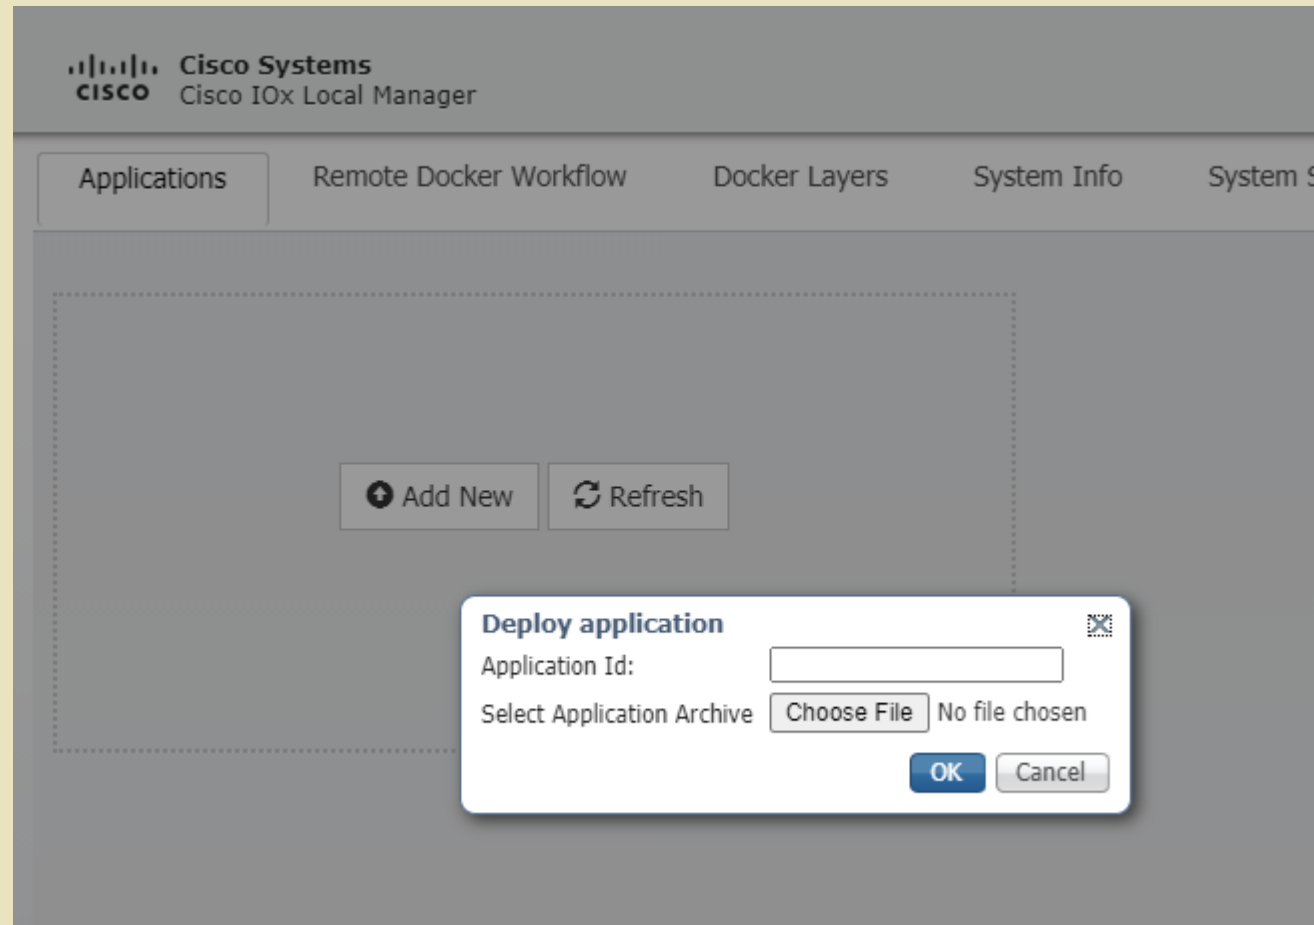 Cisco Systems
CISCO Cisco IOx Local Manager
Applications Remote Docker Workflow Docker Layers System Info System
Add New Refresh
Deploy application
Application Id:
Select Application Archive Choose File No file chosen
OK Cancel